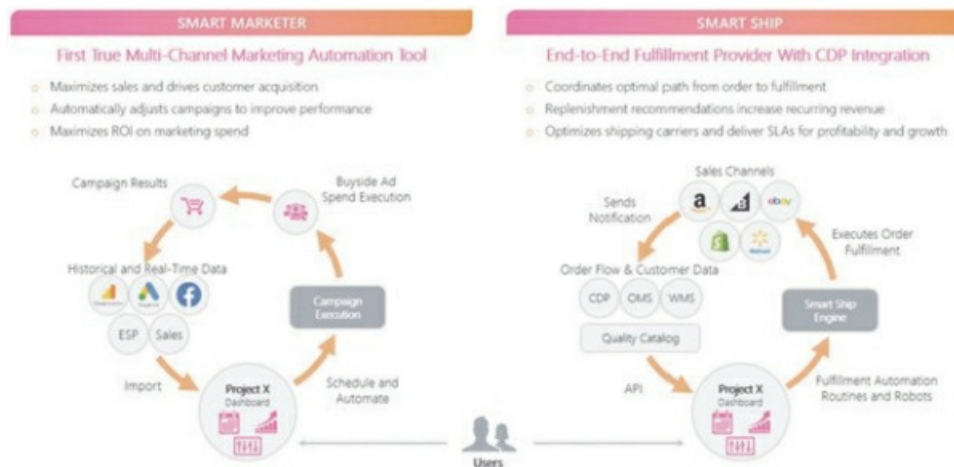 SMART MARKETER
First True Multi-Channel Marketing Automation Tool
Maximizes sales and drives customer acquisition
Automatically adjusts campaigns to improve performance
Maximizes ROI on marketing spend
Campaign Results
Buyside Ad
Spend Execution
Historical and Real-Time Data
ESP
Sales
Campaign
Execution
Import
Project X
Dashboard
Schedule and
Automate
SMART SHIP
End-to-End Fulfillment Provider With CDP Integration
Coordinates optimal path from order to fulfillment
Replenishment recommendations increase recurring revenue
Optimizes shipping carriers and deliver SLAs for profitability and growth
Sales Channels
Sends
Notification
a
B
ebay
Walmart
Executes Order
Fulfillment
Order Flow & Customer Data
CDP
OMS
WMS
Quality Catalog
Smart Ship
Engine
API
Project X
Dashboard
Fulfillment Automation
Routines and Robots
Users